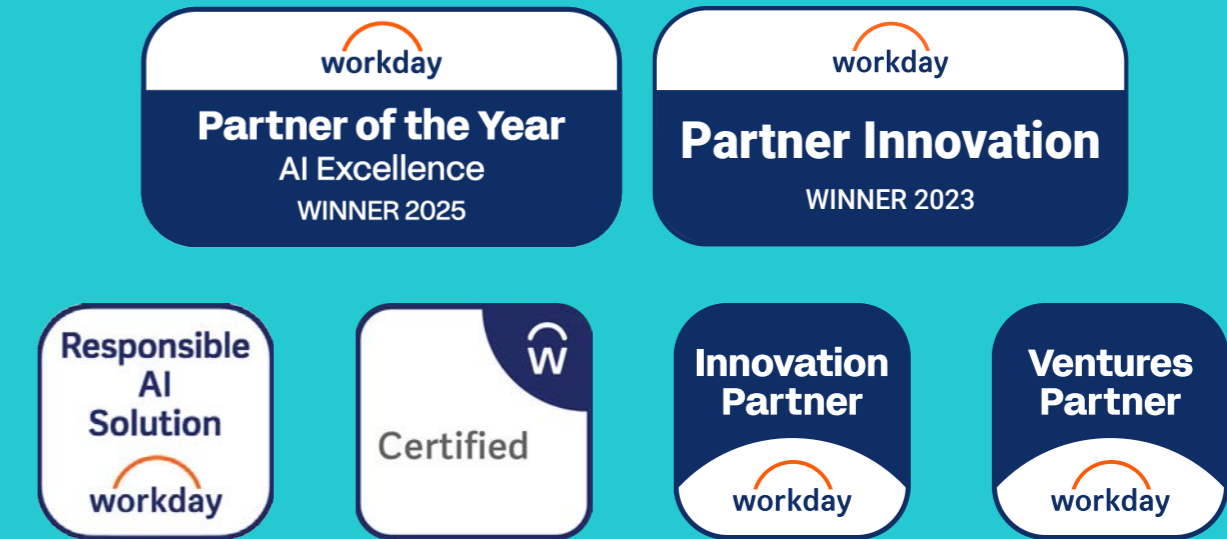 workday
Partner of the Year
AI Excellence
WINNER 2025
workday
Partner Innovation
WINNER 2023
Responsible
AI
Solution
workday
w
Certified
Innovation
Partner
workday
Ventures
Partner
workday